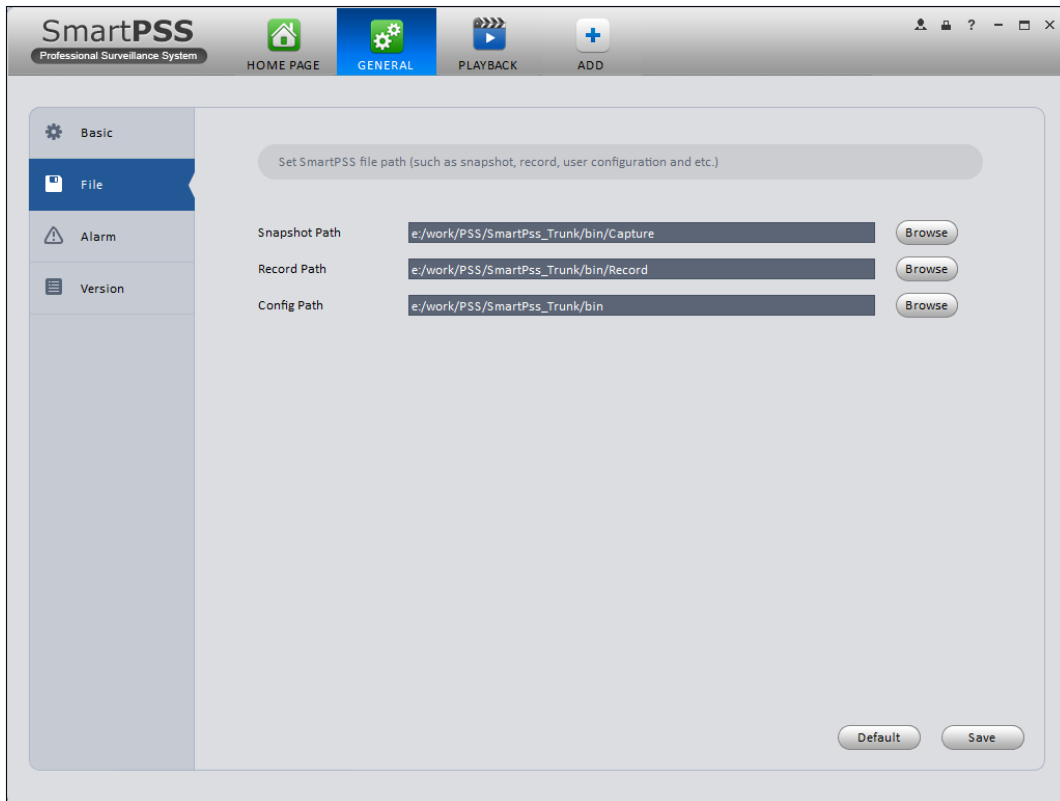 SmartPSS
Professional Surveillance System
HOME PAGE
GENERAL
PLAYBACK
ADD
?
Basic
File
Alarm
Version
Set SmartPSS file path (such as snapshot, record, user configuration and etc.)
Snapshot Path e:/work/PSS/SmartPss_Trunk/bin/Capture Browse
Record Path e:/work/PSS/SmartPss_Trunk/bin/Record Browse
Config Path e:/work/PSS/SmartPss_Trunk/bin Browse
Default Save